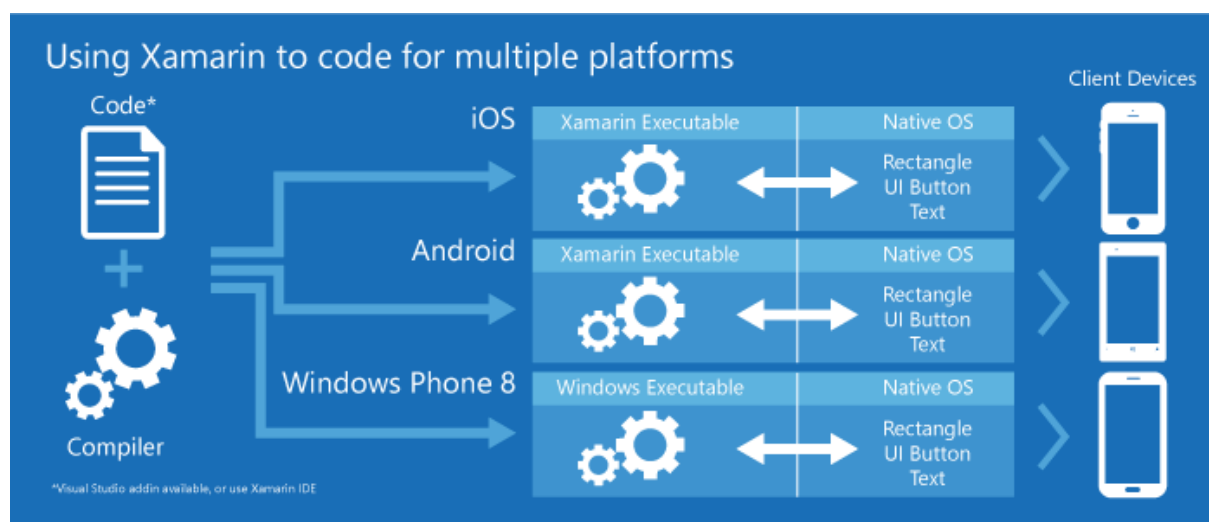 Using Xamarin to code for multiple platforms
Client Devices
Code*
iOS
Xamarin Executable
Native OS
Rectangle
UI Button
Text
Android
Xamarin Executable
Native OS
Rectangle
UI Button
Text
Windows Phone 8
Windows Executable
Native OS
Rectangle
UI Button
Text
Compiler
*Visual Studio addin available, or use Xamarin IDE